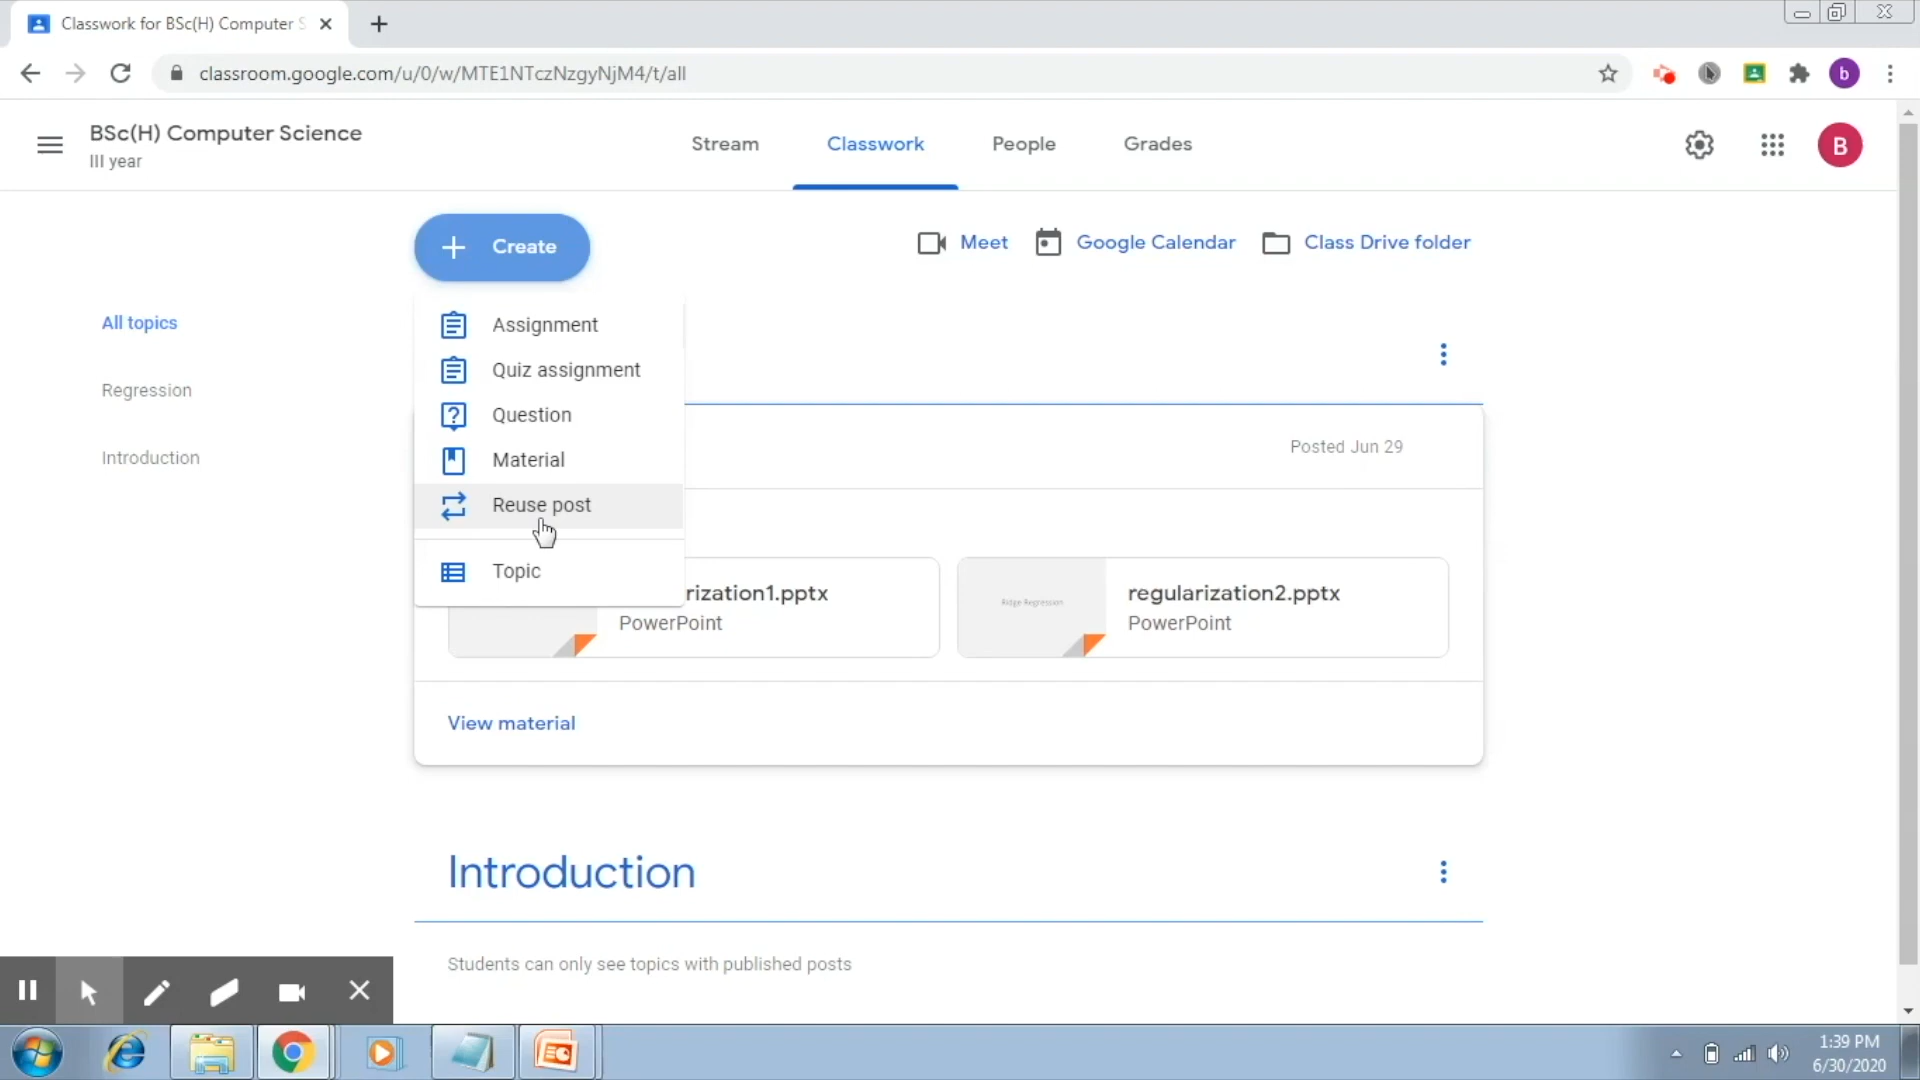 Classwork for BSc(H) Computer S
classroom.google.com/u/0/w/MTE1NTczNzgyNjM4/t/all
b
BSc(H) Computer Science
III year
Stream
Classwork
People
Grades
B
Create
Meet
Google Calendar
Class Drive folder
All topics
Regression
Introduction
Assignment
Quiz assignment
Question
Material
Reuse post
Topic
Posted Jun 29
rization1.pptx
PowerPoint
Ridge Regression
regularization2.pptx
PowerPoint
View material
Introduction
Students can only see topics with published posts
1:39 PM
6/30/2020